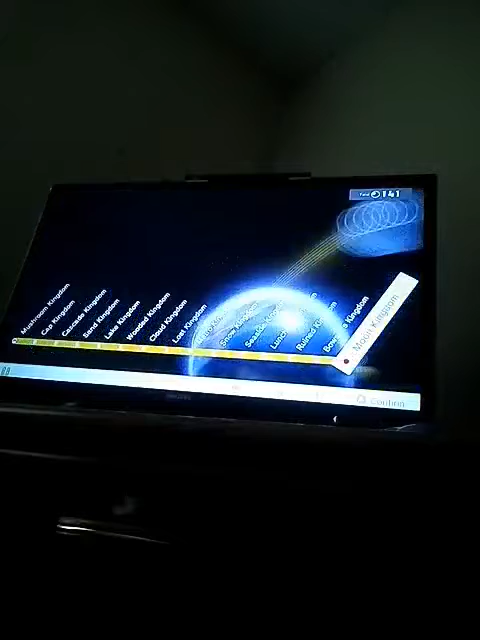 Total 141
Mushroom Kingdom
Cap Kingdom
Cascade Kingdom
Sand Kingdom
Lake Kingdom
Wooded Kingdom
Cloud Kingdom
Lost Kingdom
Snow Kingdom
Seaside
Ruined Kingdom
Kingdom
Moon Kingdom
Confirm